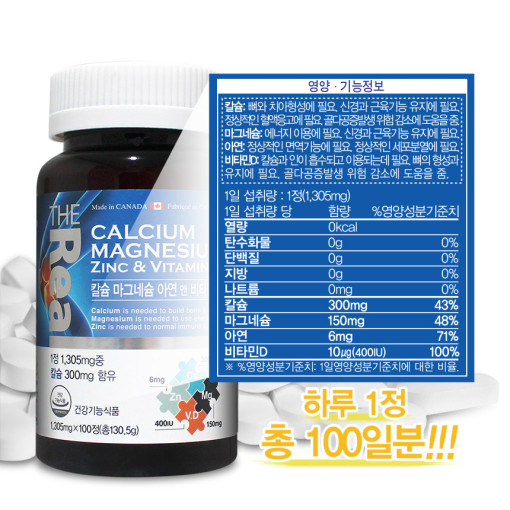 영양 · 기능정보
칼슘: 뼈와 치아형성에 필요. 신경과 근육기능 유지에 필요.
정상적인 혈액응고에 필요. 골다공증발생 위험 감소에 도움을 줌.
마그네슘: 에너지 이용에 필요. 신경과 근육기능 유지에 필요.
아연: 정상적인 면역기능에 필요. 정상적인 세포분열에 필요.
비타민D: 칼슘과 인이 흡수되고 이용되는데 필요. 뼈의 형성과
유지에 필요. 골다공증발생 위험 감소에 도움을 줌.
1일 섭취량 : 1정(1,305mg)
1일 섭취량 당 함량 %영양성분기준치
열량 0kcal
탄수화물 0g 0%
단백질 0g 0%
지방 0g 0%
나트륨 0mg 0%
칼슘 300mg 43%
마그네슘 150mg 48%
아연 6mg 71%
비타민D 10µg(400IU) 100%
※ %영양성분기준치: 1일영양성분기준치에 대한 비율.
Made in CANADA
THE Rea
CALCIUM
MAGNESIU
ZINC & VITAMIN
칼슘 마그네슘 아연 앤 비타
Calcium is needed to build
Magnesium is needed to use
Zinc is needed to normal
1정 1,305mg중
칼슘 300mg 함유
건강기능식품
1,305mg×100정(총130.5g)
6mg
Zn
Mg
V.D
400IU
150mg
하루 1정
총 100일분!!!